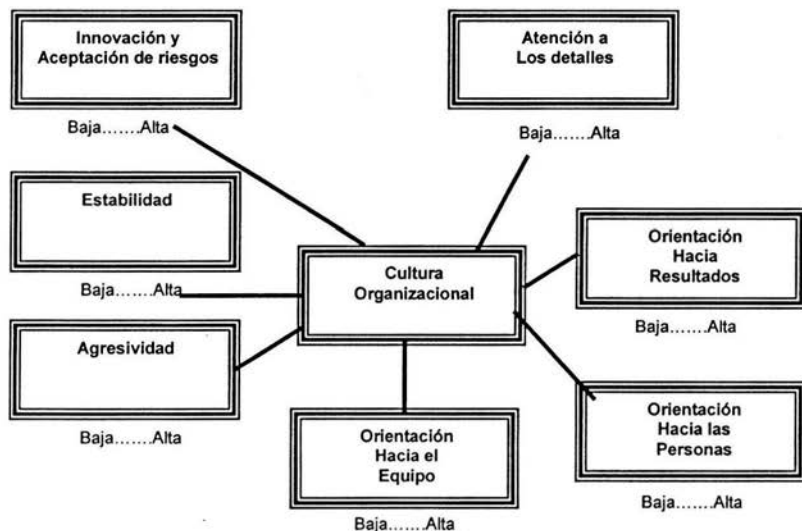 Innovación y
Aceptación de riesgos
Baja.......Alta
Atención a
Los detalles
Baja.......Alta
Estabilidad
Baja.......Alta
Cultura
Organizacional
Orientación
Hacia
Resultados
Baja.......Alta
Agresividad
Baja.......Alta
Orientación
Hacia el
Equipo
Baja.......Alta
Orientación
Hacia las
Personas
Baja.......Alta